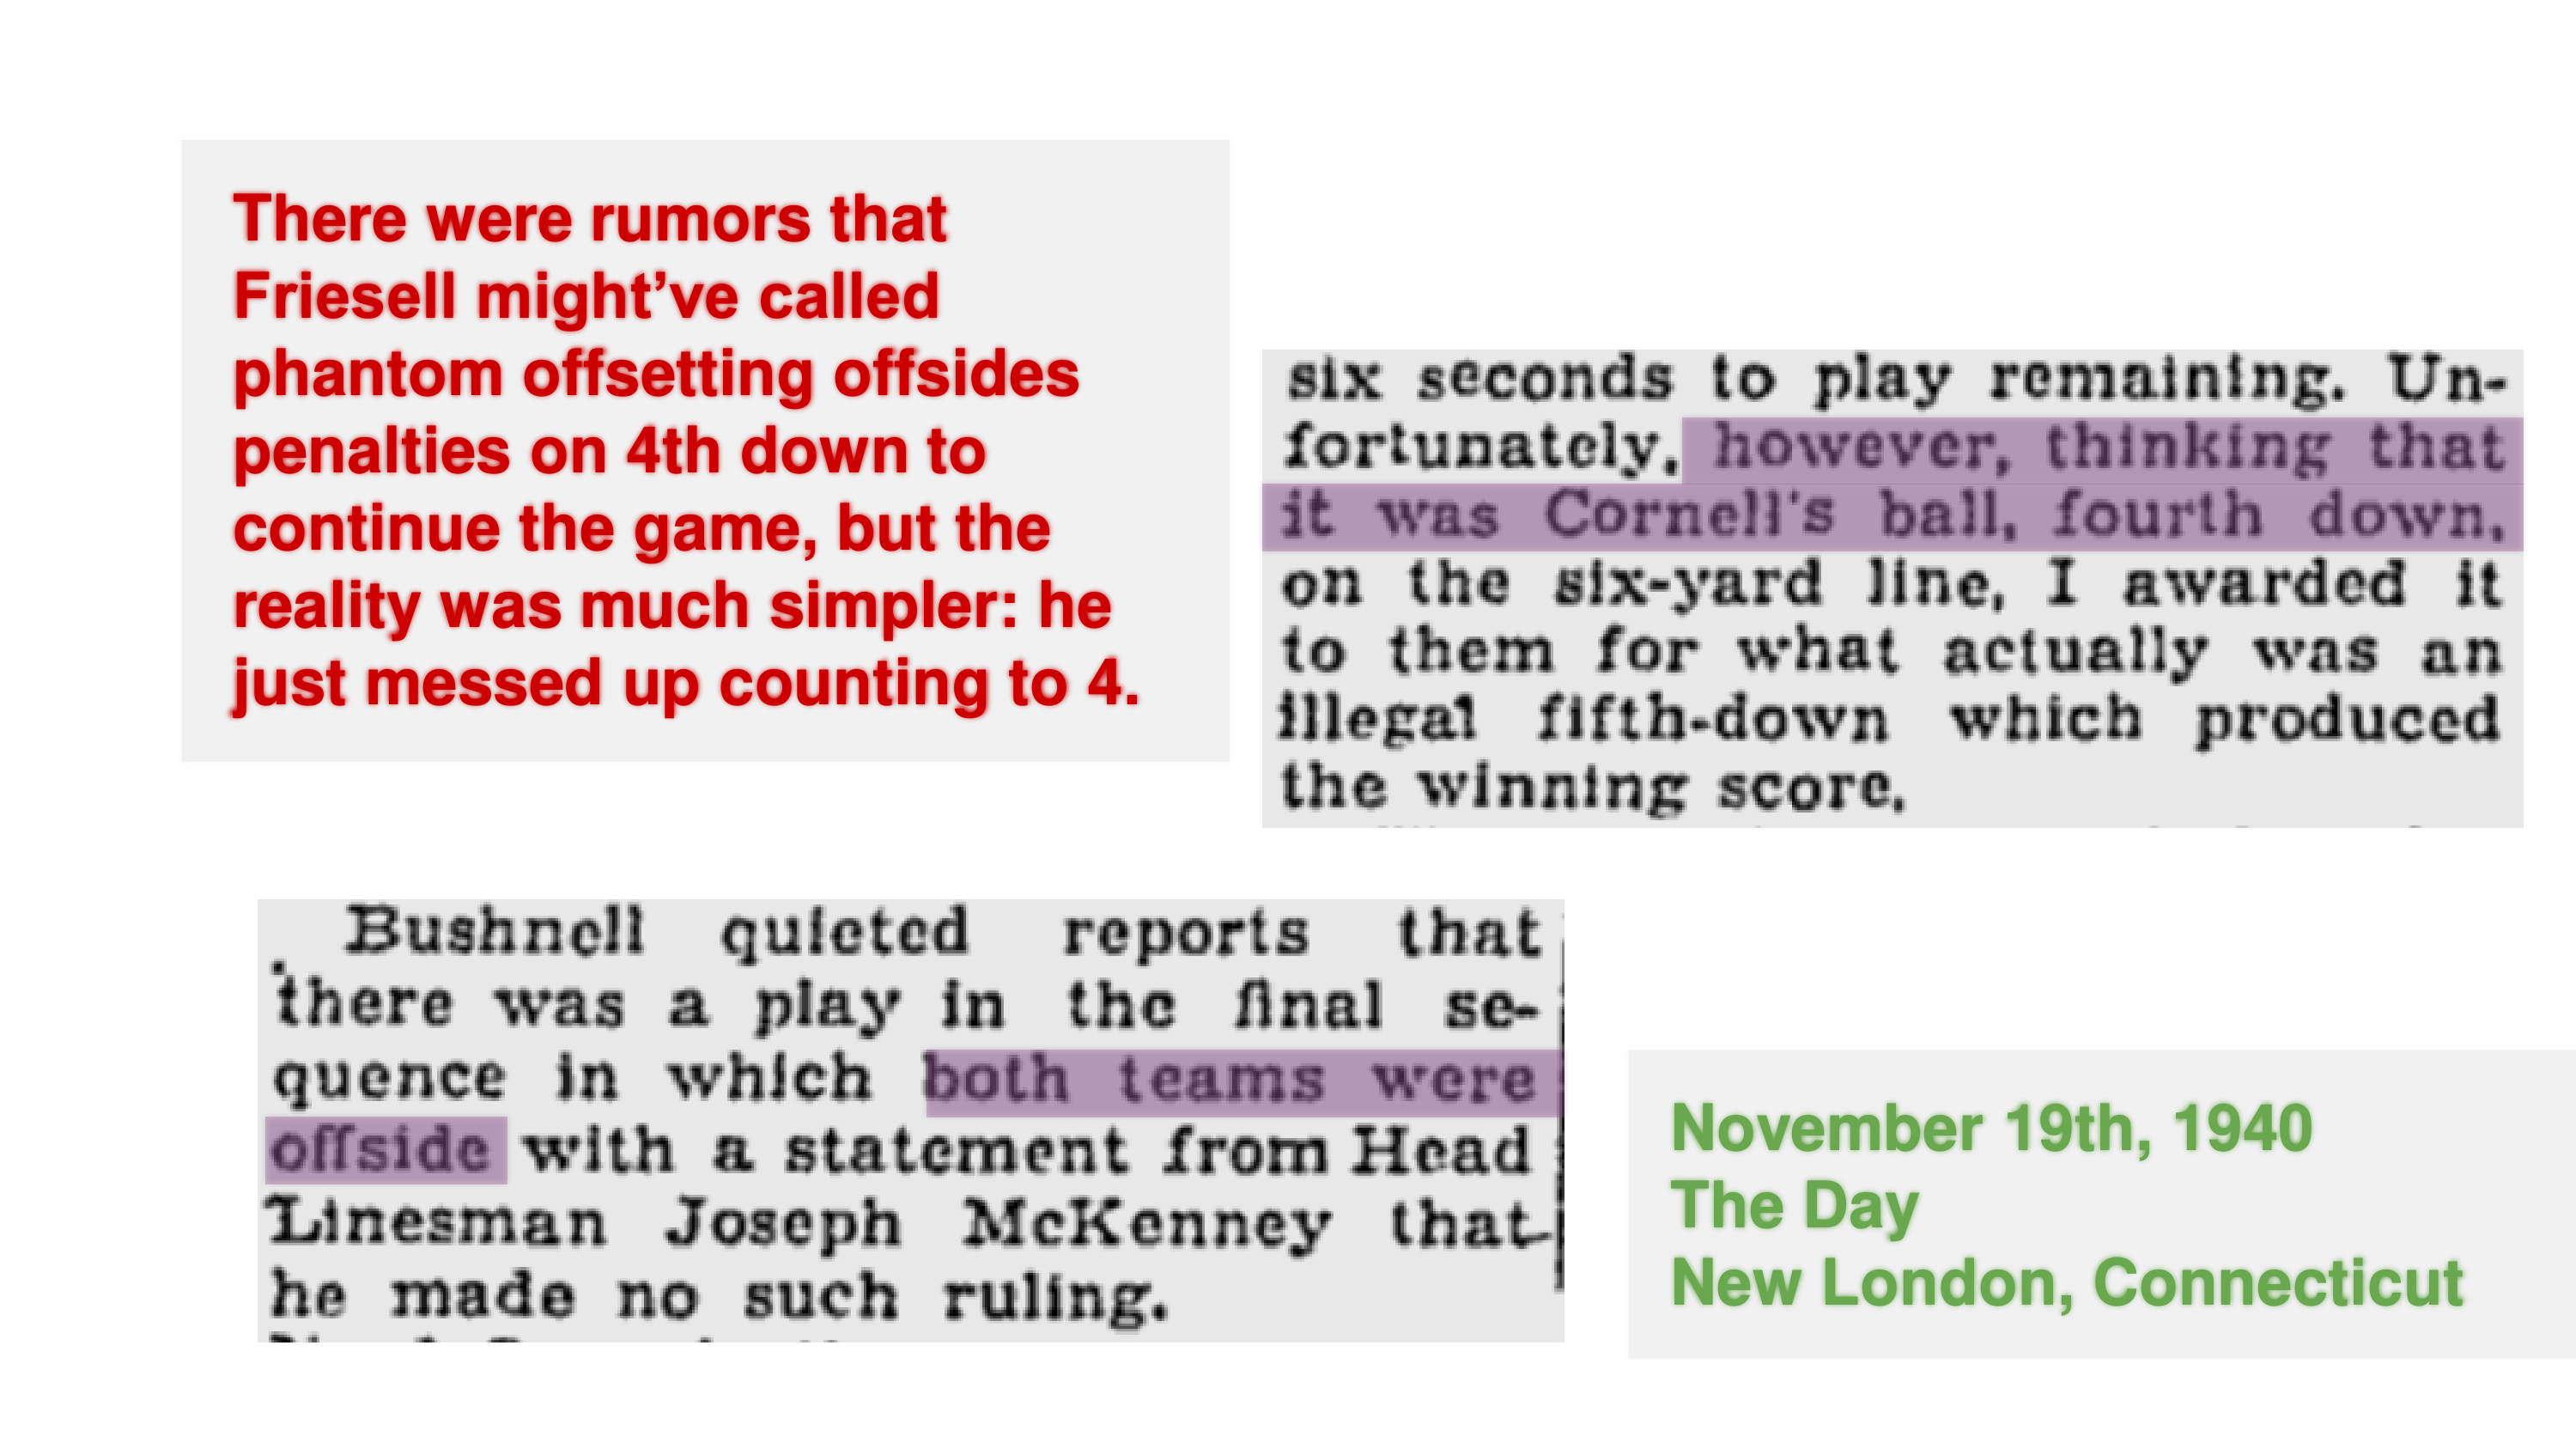 There were rumors that
Friesell might’ve called
phantom offsetting offsides
penalties on 4th down to
continue the game, but the
reality was much simpler: he
just messed up counting to 4.
six seconds to play remaining. Un-
fortunately, however, thinking that
it was Cornell's ball, fourth down,
on the six-yard line, I awarded it
to them for what actually was an
illegal fifth-down which produced
the winning score.
Bushnell quieted reports that
there was a play in the final se-
quence in which both teams were
offside with a statement from Head
Linesman Joseph McKenney that
he made no such ruling.
November 19th, 1940
The Day
New London, Connecticut